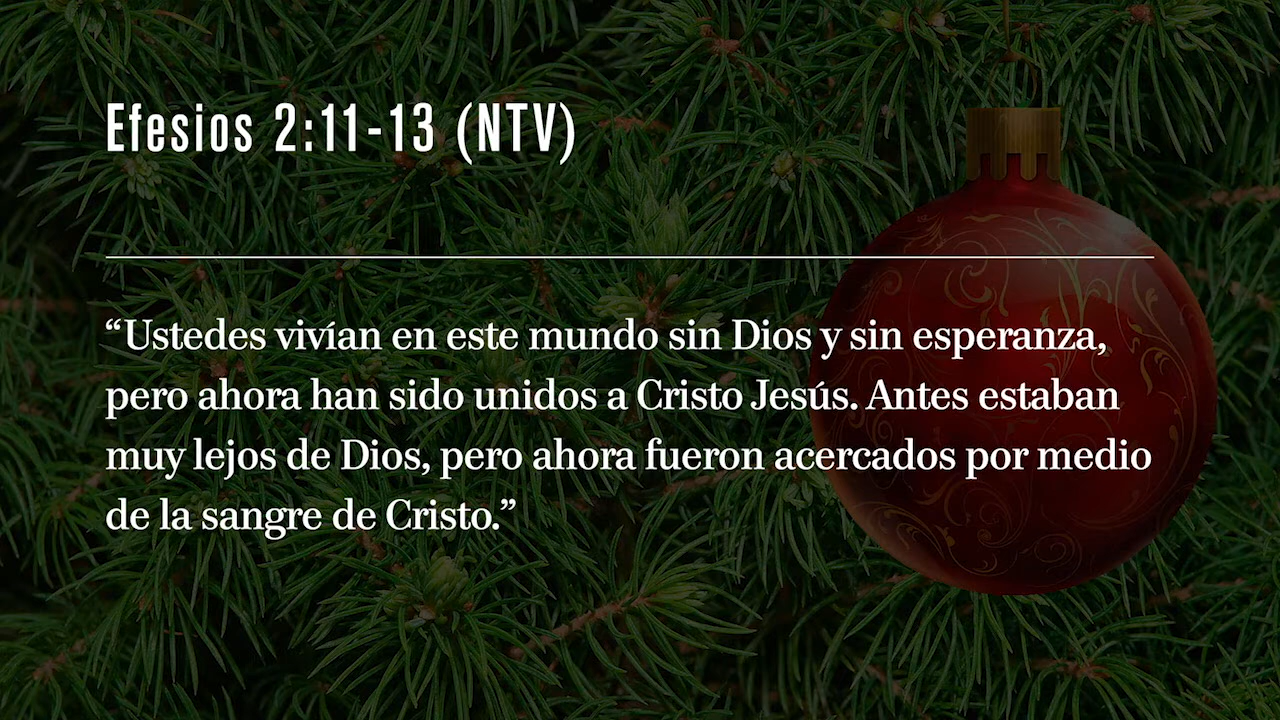 Efesios 2:11-13 (NTV)
“Ustedes vivían en este mundo sin Dios y sin esperanza,
pero ahora han sido unidos a Cristo Jesús. Antes estaban
muy lejos de Dios, pero ahora fueron acercados por medio
de la sangre de Cristo.”